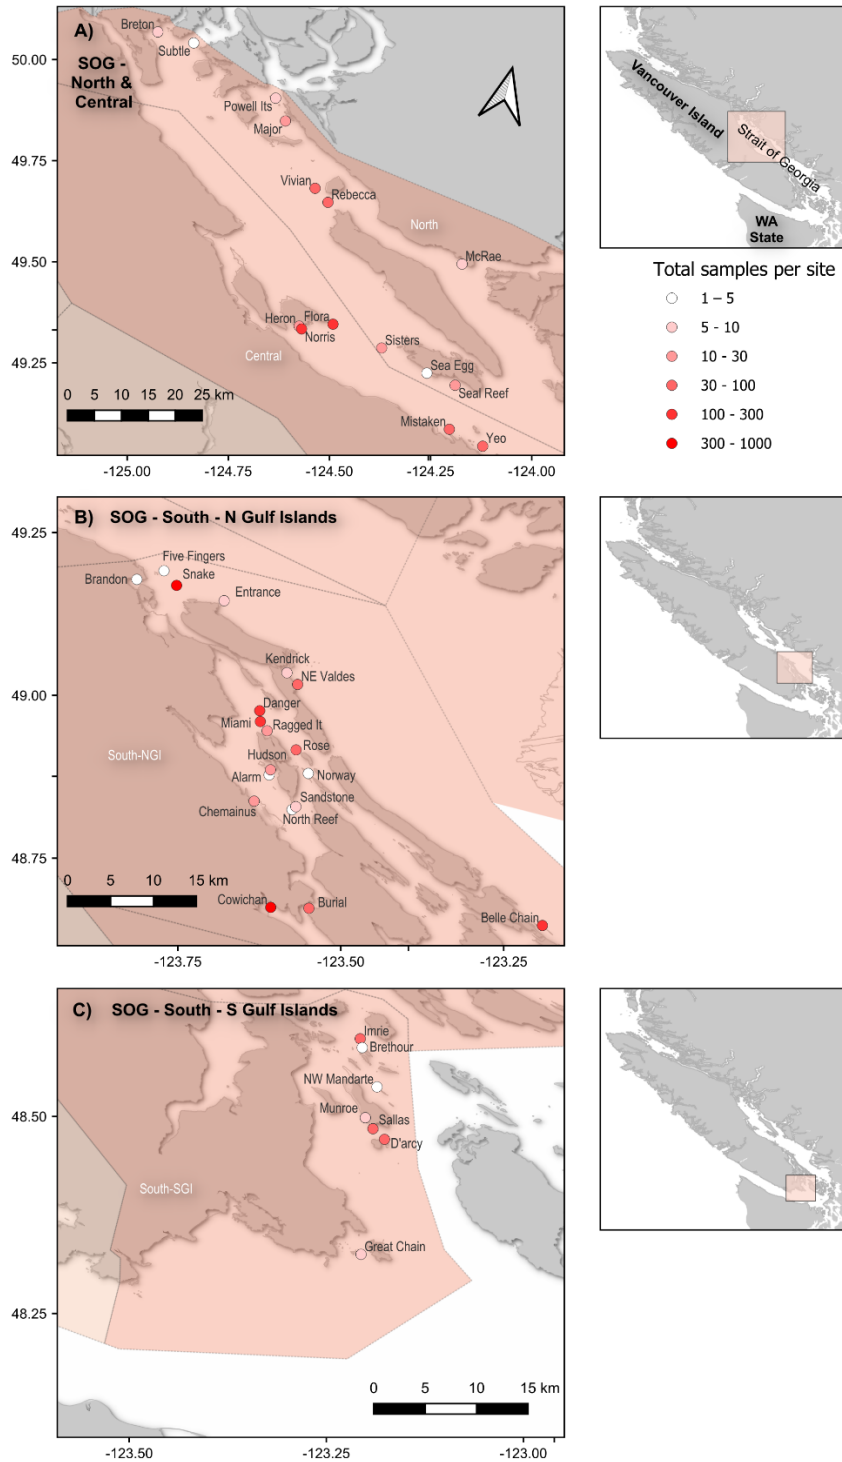 A)
SOG -
North &
Central
Breton
Subtle
Powell Its
Major
Vivian
Rebecca
North
McRae
Heron
Flora
Norris
Central
Sisters
Sea Egg
Seal Reef
Mistaken
Yeo
0 5 10 15 20 25 km
50.00
49.75
49.50
49.25
-125.00 -124.75 -124.50 -124.25 -124.00
Vancouver Island
Strait of Georgia
WA
State
Total samples per site
1 – 5
5 - 10
10 - 30
30 - 100
100 - 300
300 - 1000
B) SOG - South - N Gulf Islands
Five Fingers
Brandon
Snake
Entrance
Kendrick
NE Valdes
Danger
Miami
Ragged It
Rose
Hudson
South-NGI
Alarm
Norway
Sandstone
Chemainus
North Reef
0 5 10 15 km
Cowichan
Burial
Belle Chain
49.25
49.00
48.75
-123.75 -123.50 -123.25
C) SOG - South - S Gulf Islands
Imrie
Brethour
NW Mandarte
Munroe
Sallas
D'arcy
South-SGI
Great Chain
0 5 10 15 km
48.50
48.25
-123.50 -123.25 -123.00